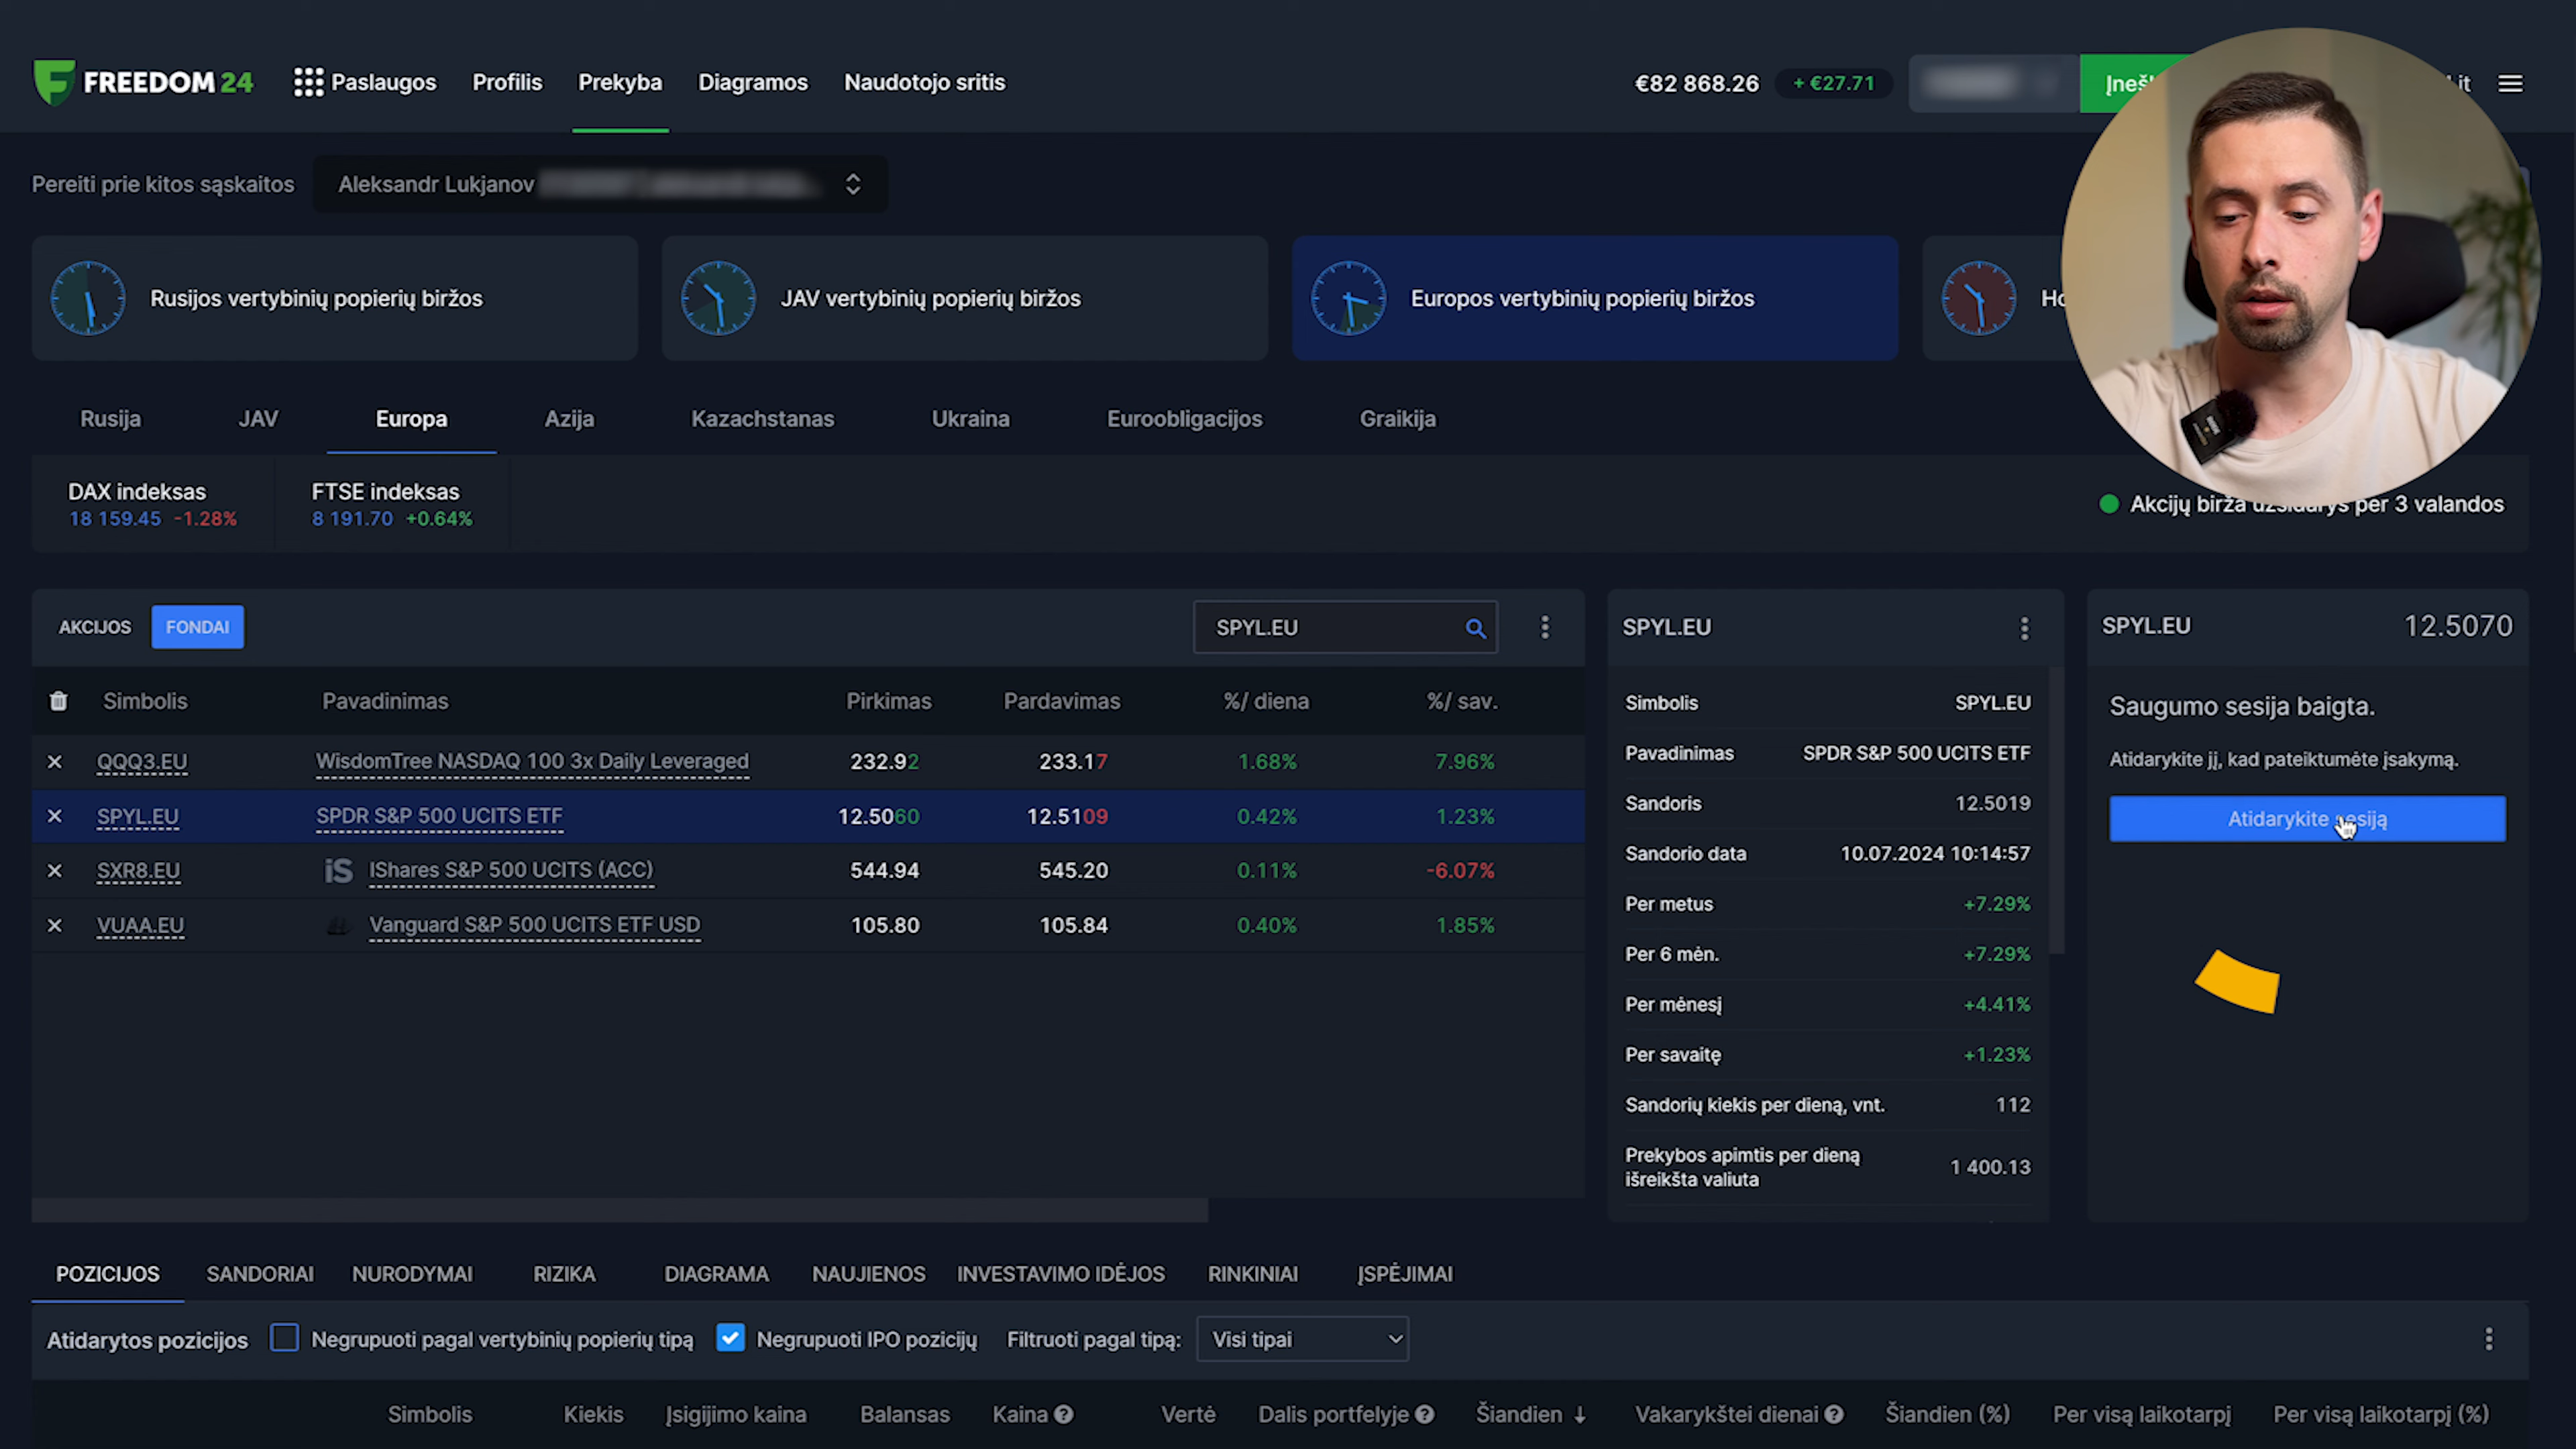 FREEDOM 24 Paslaugos Profilis Prekyba Diagramos Naudotojo sritis €82 868.26 + €27.71
Pereiti prie kitos sąskaitos Aleksandr Lukjanov
Rusijos vertybinių popierių biržos JAV vertybinių popierių biržos Europos vertybinių popierių biržos
Rusija JAV Europa Azija Kazachstanas Ukraina Euroobligacijos Graikija
DAX indeksas FTSE indeksas
18 159.45 -1.28% 8 191.70 +0.64%
Akcijų birža užsidarys per 3 valandos
AKCIJOS FONDAI SPYL.EU
Simbolis Pavadinimas Pirkimas Pardavimas %/ diena %/ sav.
QQQ3.EU WisdomTree NASDAQ 100 3x Daily Leveraged 232.92 233.17 1.68% 7.96%
SPYL.EU SPDR S&P 500 UCITS ETF 12.5060 12.5109 0.42% 1.23%
SXR8.EU iS IShares S&P 500 UCITS (ACC) 544.94 545.20 0.11% -6.07%
VUAA.EU Vanguard S&P 500 UCITS ETF USD 105.80 105.84 0.40% 1.85%
SPYL.EU
Simbolis SPYL.EU
Pavadinimas SPDR S&P 500 UCITS ETF
Sandoris 12.5019
Sandorio data 10.07.2024 10:14:57
Per metus +7.29%
Per 6 mėn. +7.29%
Per mėnesį +4.41%
Per savaitę +1.23%
Sandorių kiekis per dieną, vnt. 112
Prekybos apimtis per dieną
išreikšta valiuta 1 400.13
SPYL.EU 12.5070
Saugumo sesija baigta.
Atidarykite jį, kad pateiktumėte įsakymą.
Atidarykite sesiją
POZICIJOS SANDORIAI NURODYMAI RIZIKA DIAGRAMA NAUJIENOS INVESTAVIMO IDĖJOS RINKINIAI ĮSPĖJIMAI
Atidarytos pozicijos Negrupuoti pagal vertybinių popierių tipą Negrupuoti IPO pozicijų Filtruoti pagal tipą: Visi tipai
Simbolis Kiekis Įsigijimo kaina Balansas Kaina Vertė Dalis portfelyje Šiandien ↓ Vakarykštei dienai Šiandien (%) Per visą laikotarpį Per visą laikotarpį (%)